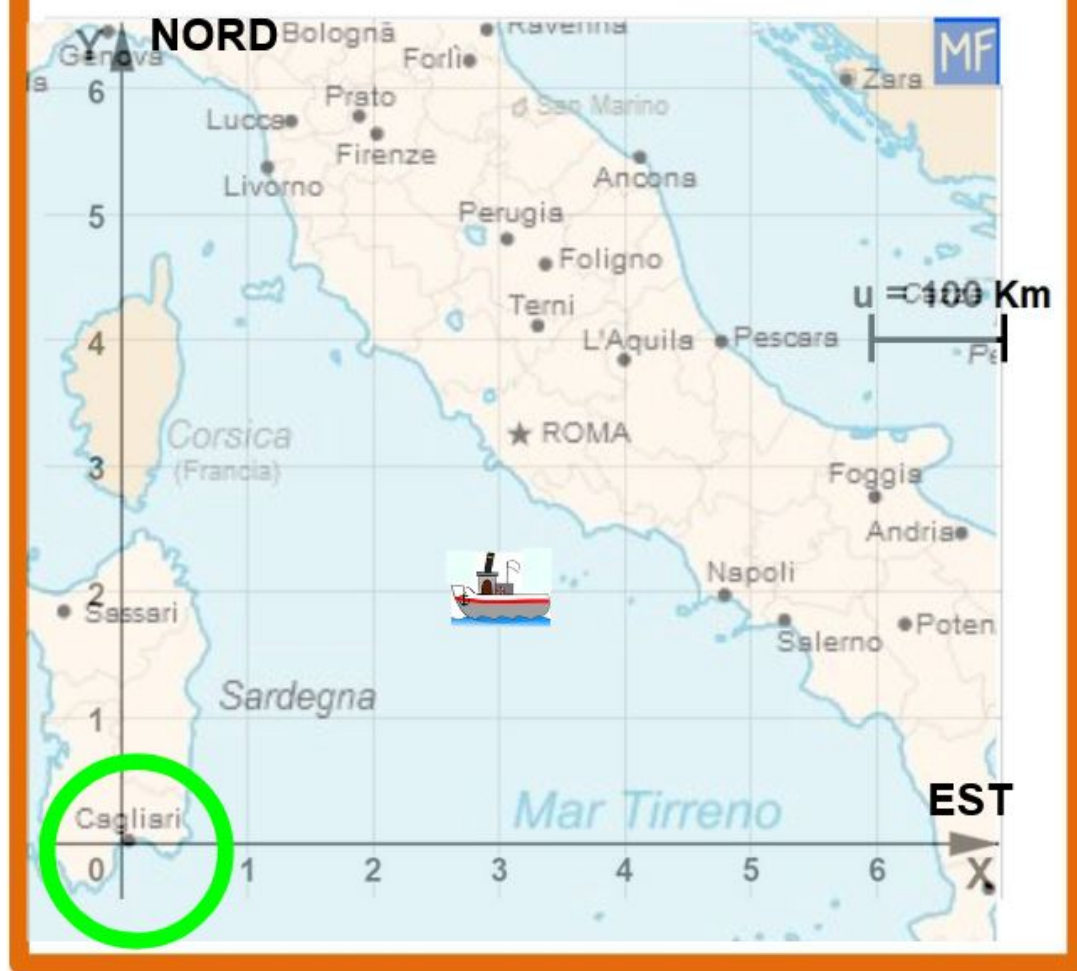 Y NORD Bologna Ravenna
MF
Genova Forlì
Zara
6
Prato
San Marino
Lucca
Firenze
Ancona
Livorno
5
Perugia
Foligno
u = 100 Km
Terni
4
L'Aquila
Pescara
Corsica
ROMA
(Francia)
3
Foggia
Andria
Napoli
2
Sassari
Salerno
Poten
Sardegna
1
EST
Mar Tirreno
Cagliari
0 1 2 3 4 5 6 X